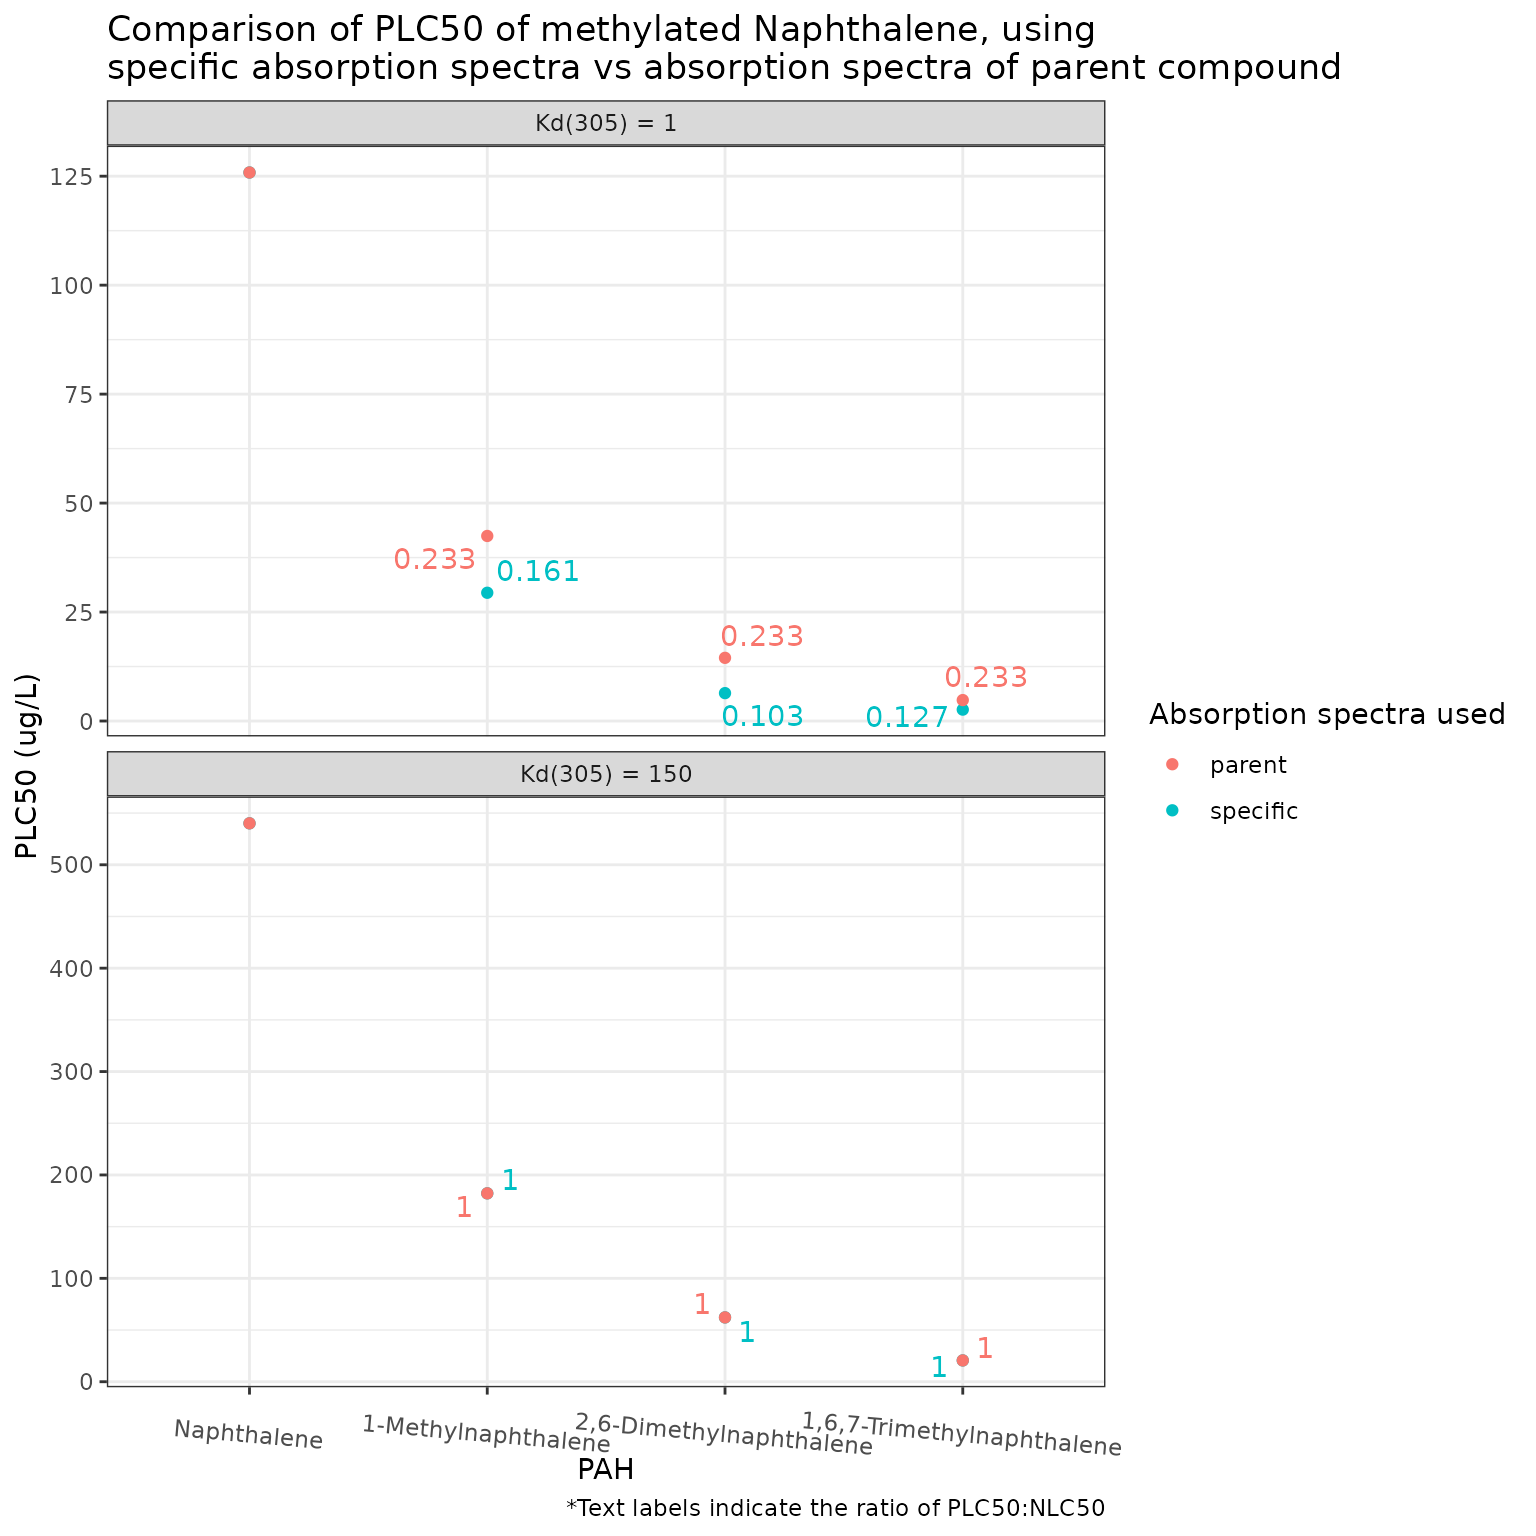 Comparison of PLC50 of methylated Naphthalene, using
specific absorption spectra vs absorption spectra of parent compound
Kd(305) = 1
125
100
75
50
25
0
0.233
0.161
0.233
0.103
0.233
0.127
PLC50 (ug/L)
Kd(305) = 150
500
400
300
200
100
0
1
1
1
1
1
1
Naphthalene
1-Methylnaphthalene
2,6-Dimethylnaphthalene
1,6,7-Trimethylnaphthalene
PAH
*Text labels indicate the ratio of PLC50:NLC50
Absorption spectra used
parent
specific